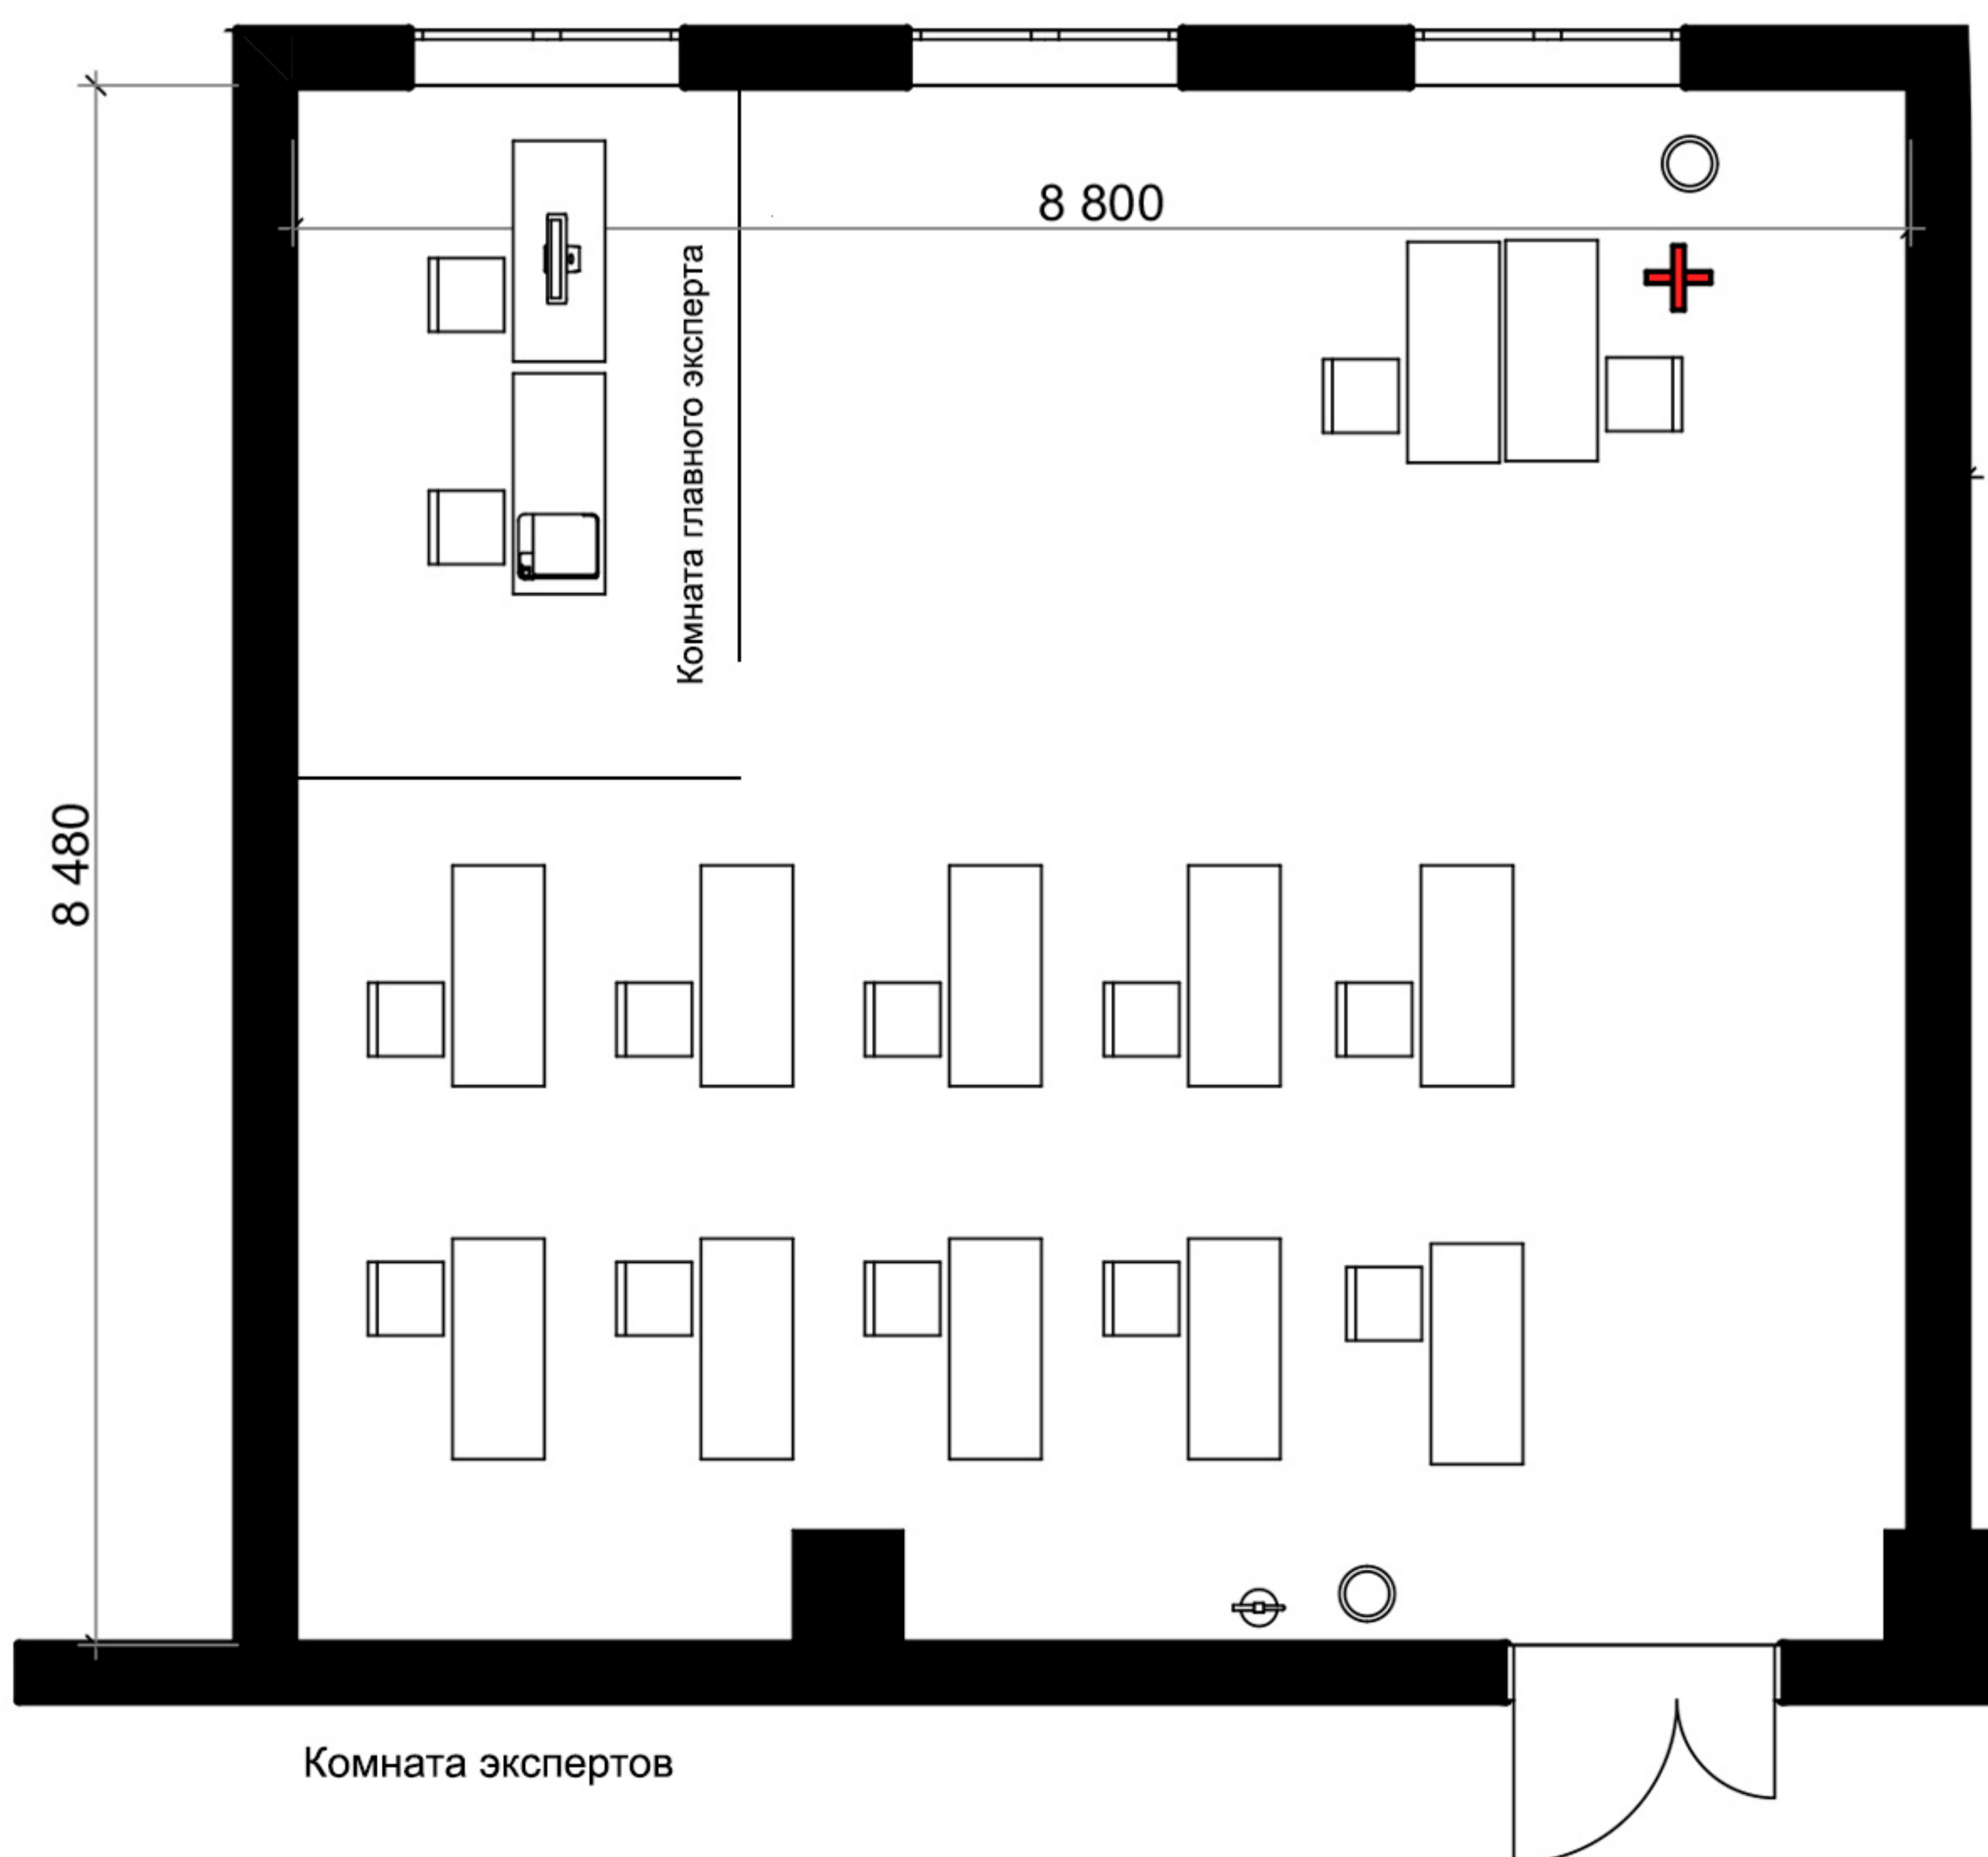 8 800
Комната главного эксперта
8 480
Комната экспертов